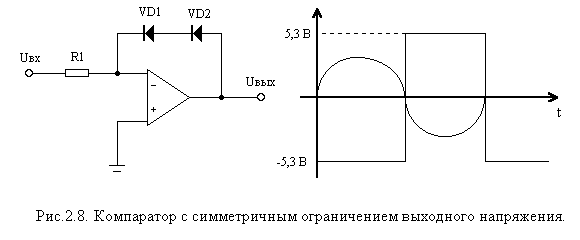 VD1 VD2
Uвх R1
Uвых
−
+
5,3 В
-5,3 В
t
Рис.2.8. Компаратор с симметричным ограничением выходного напряжения.